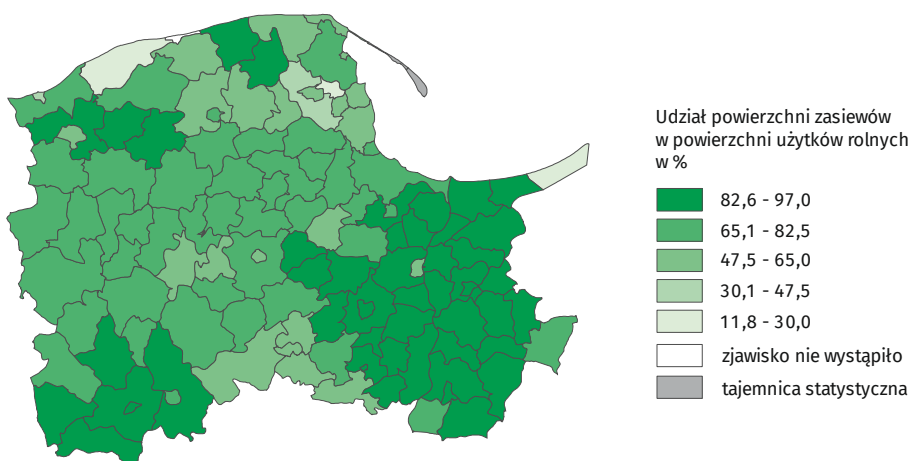 Udział powierzchni zasiewów
w powierzchni użytków rolnych
w %
82,6 - 97,0
65,1 - 82,5
47,5 - 65,0
30,1 - 47,5
11,8 - 30,0
zjawisko nie wystąpiło
tajemnica statystyczna